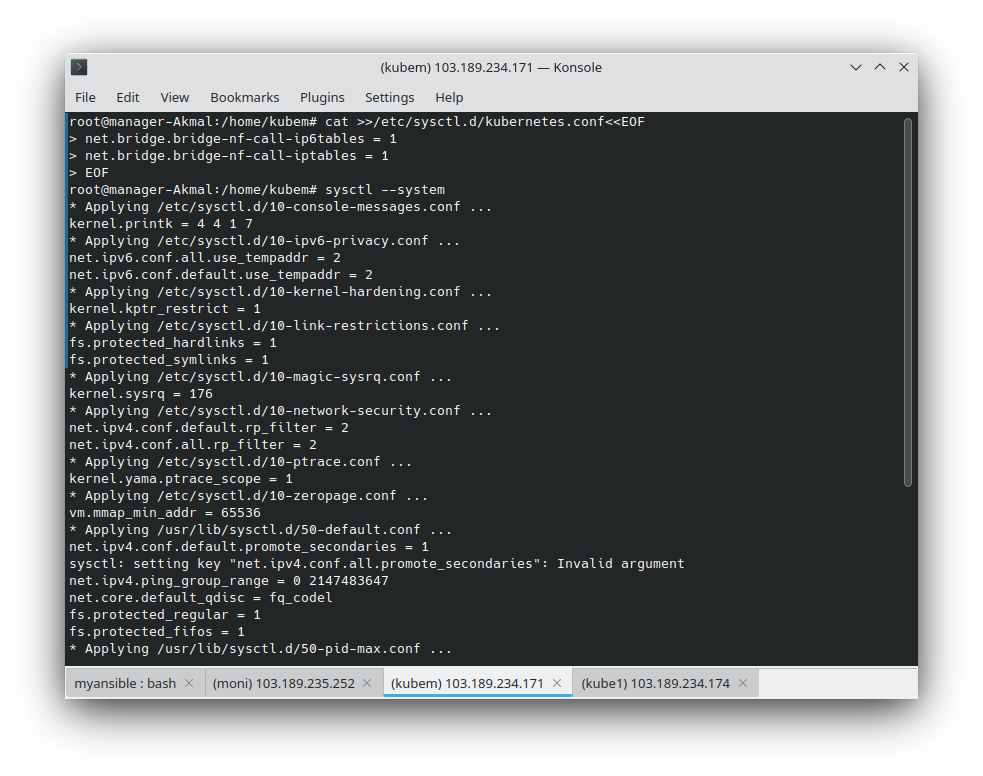 (kubem) 103.189.234.171 — Konsole
File Edit View Bookmarks Plugins Settings Help
root@manager-Akmal:/home/kubem# cat >>/etc/sysctl.d/kubernetes.conf<<EOF
> net.bridge.bridge-nf-call-ip6tables = 1
> net.bridge.bridge-nf-call-iptables = 1
> EOF
root@manager-Akmal:/home/kubem# sysctl --system
* Applying /etc/sysctl.d/10-console-messages.conf ...
kernel.printk = 4 4 1 7
* Applying /etc/sysctl.d/10-ipv6-privacy.conf ...
net.ipv6.conf.all.use_tempaddr = 2
net.ipv6.conf.default.use_tempaddr = 2
* Applying /etc/sysctl.d/10-kernel-hardening.conf ...
kernel.kptr_restrict = 1
* Applying /etc/sysctl.d/10-link-restrictions.conf ...
fs.protected_hardlinks = 1
fs.protected_symlinks = 1
* Applying /etc/sysctl.d/10-magic-sysrq.conf ...
kernel.sysrq = 176
* Applying /etc/sysctl.d/10-network-security.conf ...
net.ipv4.conf.default.rp_filter = 2
net.ipv4.conf.all.rp_filter = 2
* Applying /etc/sysctl.d/10-ptrace.conf ...
kernel.yama.ptrace_scope = 1
* Applying /etc/sysctl.d/10-zeropage.conf ...
vm.mmap_min_addr = 65536
* Applying /usr/lib/sysctl.d/50-default.conf ...
net.ipv4.conf.default.promote_secondaries = 1
sysctl: setting key "net.ipv4.conf.all.promote_secondaries": Invalid argument
net.ipv4.ping_group_range = 0 2147483647
net.core.default_qdisc = fq_codel
fs.protected_regular = 1
fs.protected_fifos = 1
* Applying /usr/lib/sysctl.d/50-pid-max.conf ...
myansible : bash (moni) 103.189.235.252 (kubem) 103.189.234.171 (kube1) 103.189.234.174